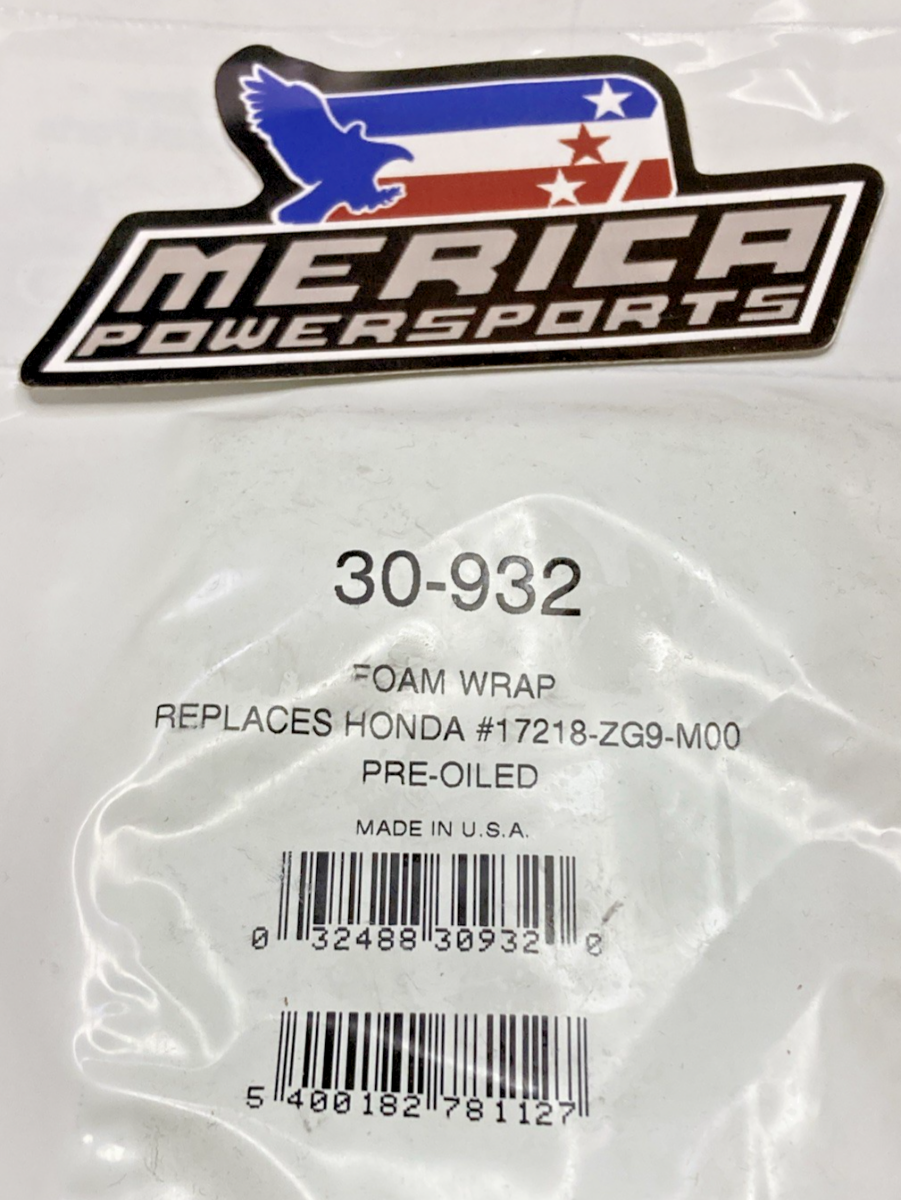 MERICA
POWERSPORTS
30-932
FOAM WRAP
REPLACES HONDA #17218-ZG9-M00
PRE-OILED
MADE IN U.S.A.
0 32488 30932 0
5 400182 781127